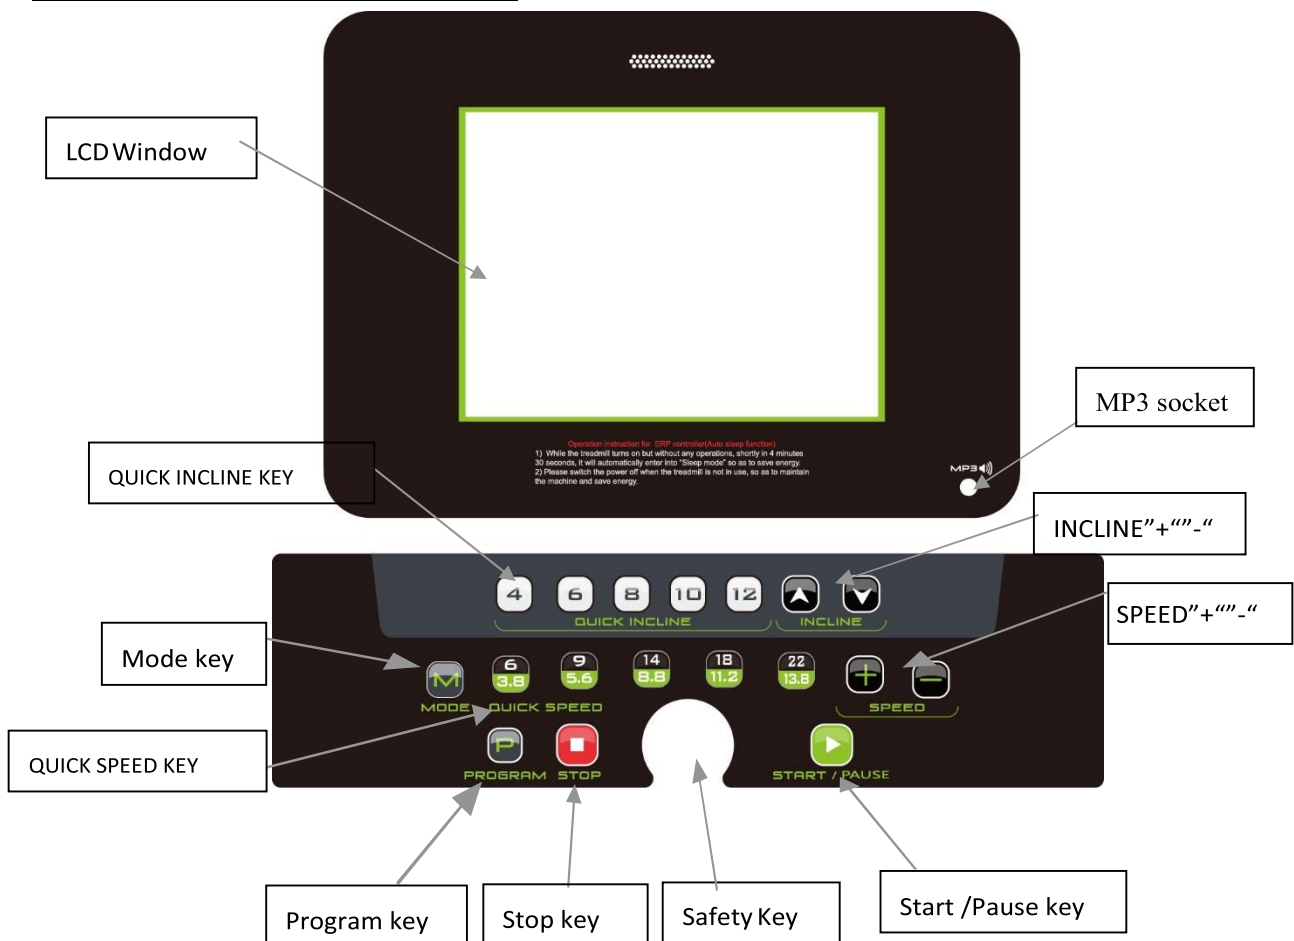 LCD Window
Operation instruction for ERP controller(Auto sleep function)
1) While the treadmill turns on but without any operations, shortly in 4 minutes
30 seconds, it will automatically enter into "Sleep mode" so as to save energy.
2) Please switch the power off when the treadmill is not in use, so as to maintain
the machine and save energy.
MP3 socket
MP3
QUICK INCLINE KEY
INCLINE”+“”-“
4 6 8 10 12
QUICK INCLINE INCLINE
SPEED”+“”-“
Mode key
M
6 9 14 18 22
3.8 5.6 8.8 11.2 13.8
+ -
MODE QUICK SPEED SPEED
QUICK SPEED KEY
P
PROGRAM STOP START / PAUSE
Program key
Stop key
Safety Key
Start /Pause key